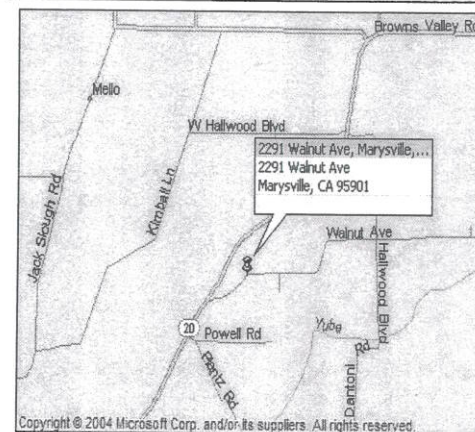 Browns Valley Rd
Mello
W Hallwood Blvd
2291 Walnut Ave, Marysville,...
2291 Walnut Ave
Marysville, CA 95901
Jack Slough Rd
Kimball Ln
Walnut Ave
Hallwood Blvd
20
Powell Rd
Yuba
Plantz Rd
Dantoni Rd
Copyright © 2004 Microsoft Corp. and/or its suppliers. All rights reserved.